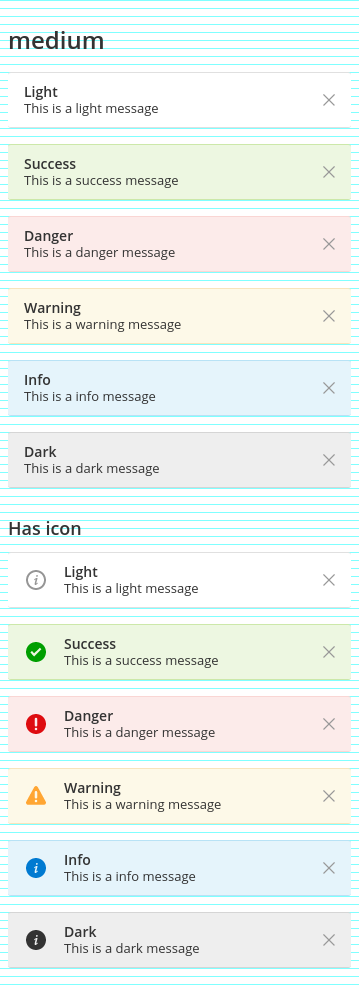 medium
Light
This is a light message
Success
This is a success message
Danger
This is a danger message
Warning
This is a warning message
Info
This is a info message
Dark
This is a dark message
Has icon
Light
This is a light message
Success
This is a success message
Danger
This is a danger message
Warning
This is a warning message
Info
This is a info message
Dark
This is a dark message